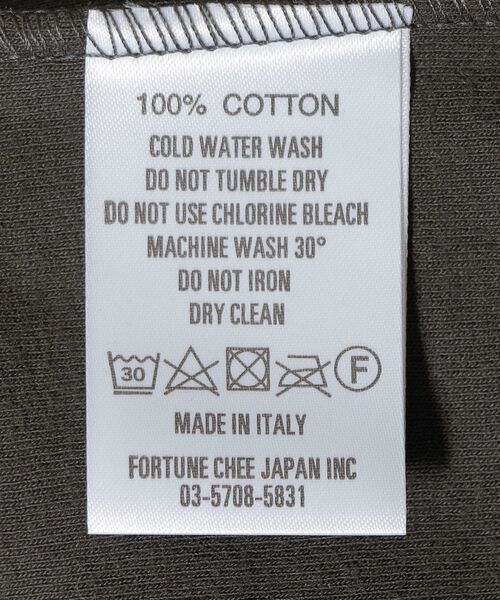 100% COTTON
COLD WATER WASH
DO NOT TUMBLE DRY
DO NOT USE CHLORINE BLEACH
MACHINE WASH 30°
DO NOT IRON
DRY CLEAN
30 F
MADE IN ITALY
FORTUNE CHEE JAPAN INC
03-5708-5831